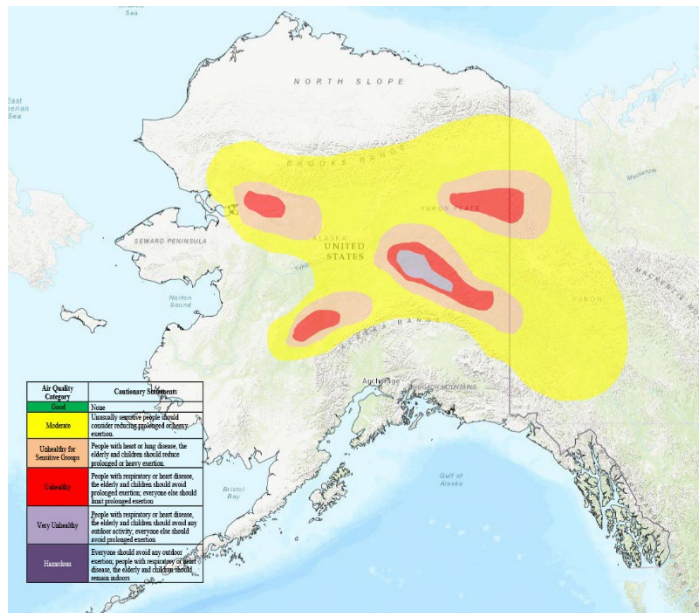 East
Sea
NORTH SLOPE
BROOKS RANGE
Mackenzie
YUKON FLATS
SEWARD PENINSULA
ALASKA
UNITED
STATES
Yukon
Norton
Sound
YUKON
ALASKA RANGE
Anchorage
MOUNTAINS
Bristol
Bay
Gulf of
Alaska
Air Quality
Category
Cautionary Statements
Good
None
Moderate
Unusually sensitive people should
consider reducing prolonged or heavy
exertion.
Unhealthy for
Sensitive Groups
People with heart or lung disease, the
elderly and children should reduce
prolonged or heavy exertion.
Unhealthy
People with respiratory or heart disease,
the elderly and children should avoid
prolonged exertion; everyone else should
limit prolonged exertion
Very Unhealthy
People with respiratory or heart disease,
the elderly and children should avoid any
outdoor activity; everyone else should
avoid prolonged exertion
Hazardous
Everyone should avoid any outdoor
exertion; people with respiratory or heart
disease, the elderly and children should
remain indoors